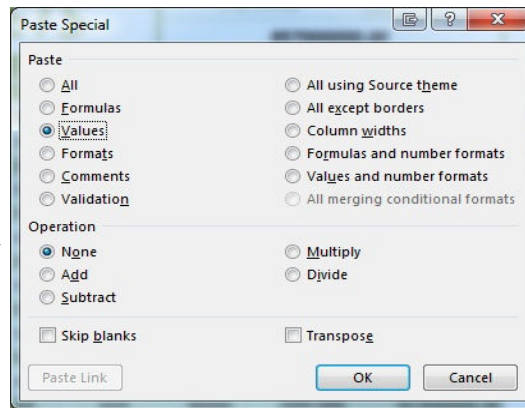 Paste Special
Paste
All
All using Source theme
Formulas
All except borders
Values
Column widths
Formats
Formulas and number formats
Comments
Values and number formats
Validation
All merging conditional formats
Operation
None
Multiply
Add
Divide
Subtract
Skip blanks
Transpose
Paste Link
OK
Cancel